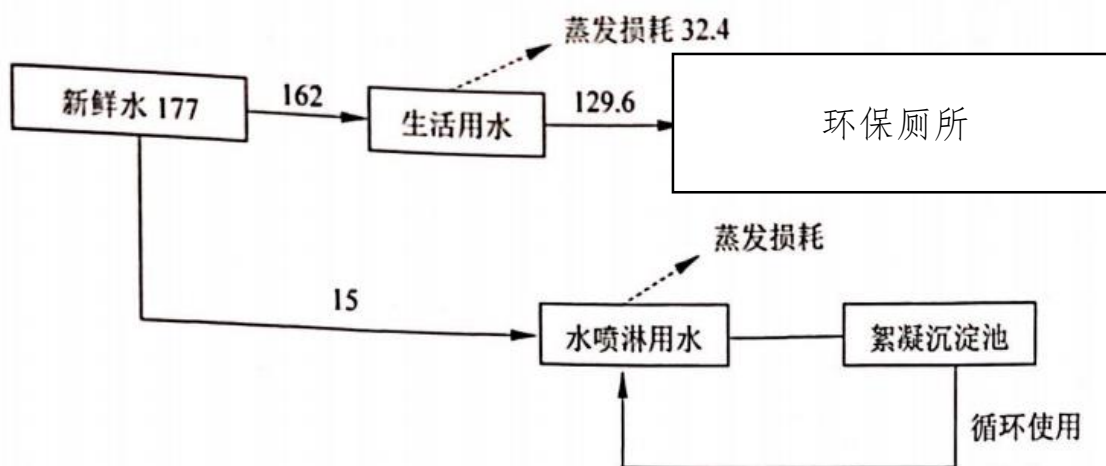 蒸发损耗 32.4
新鲜水 177
162
生活用水
129.6
环保厕所
蒸发损耗
15
水喷淋用水
絮凝沉淀池
循环使用